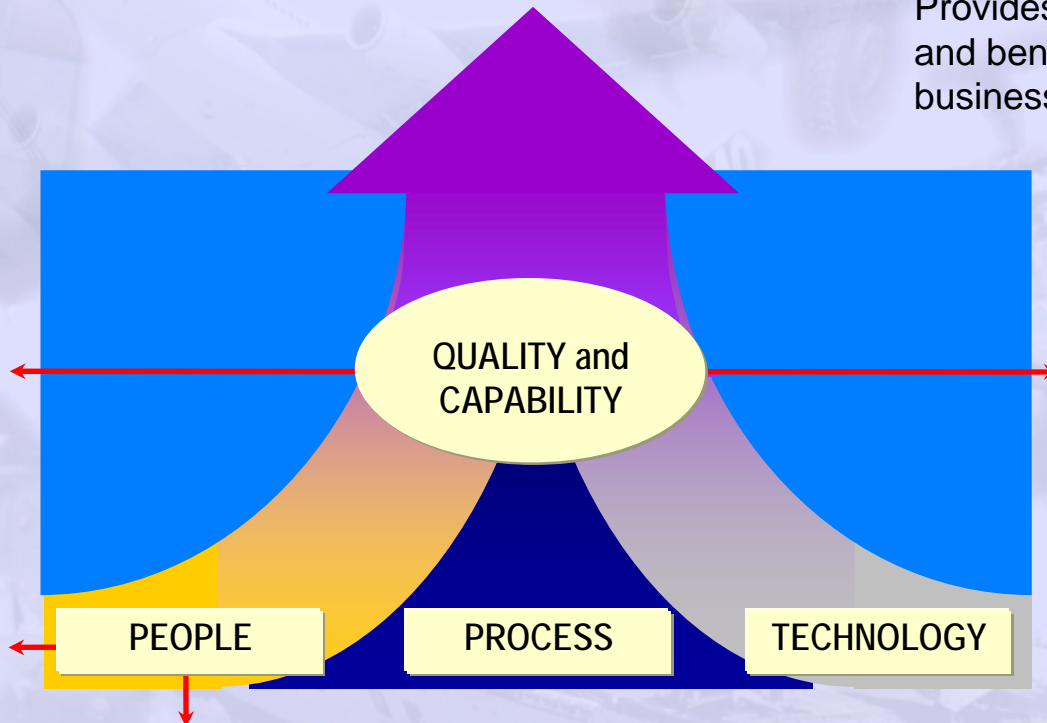 Provides
and ben
business
QUALITY and
CAPABILITY
PEOPLE
PROCESS
TECHNOLOGY